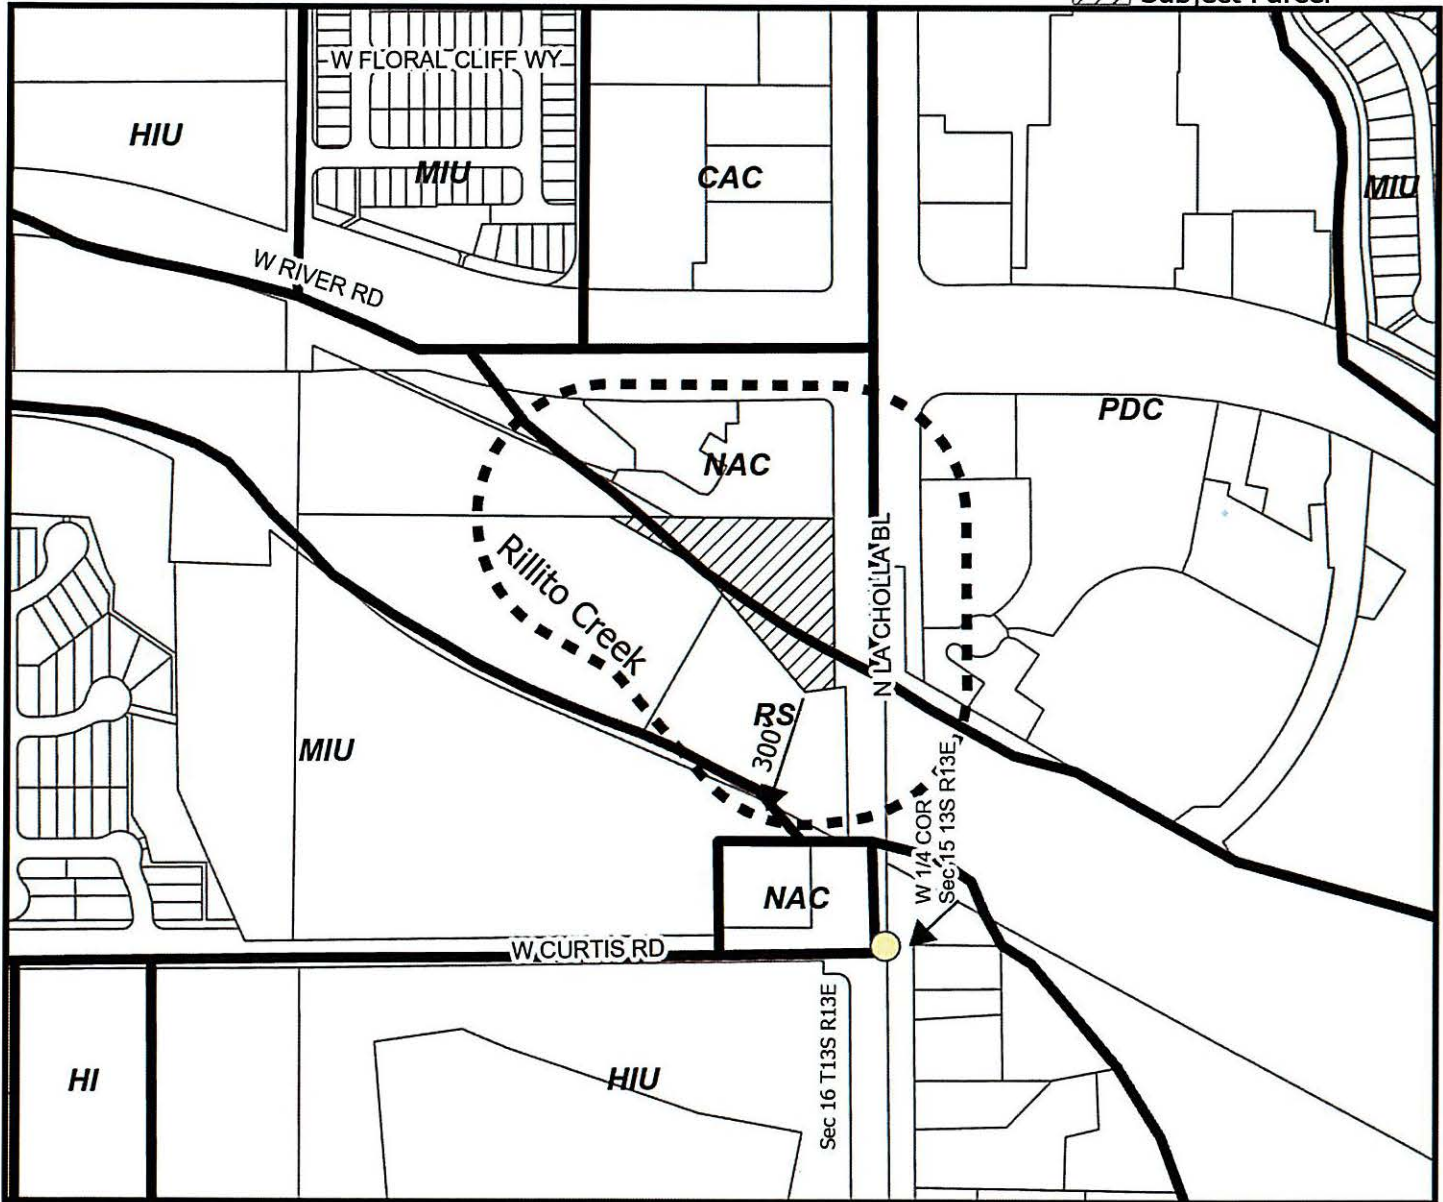 Subject Parcel
W FLORAL CLIFF WY
HIU
MIU
CAC
MIU
W RIVER RD
PDC
NAC
N LA CHOLLA BL
Rillito Creek
RS
300'
MIU
W 1/4 COR
Sec 15 13S R13E
NAC
W CURTIS RD
Sec 16 T13S R13E
HI
HIU